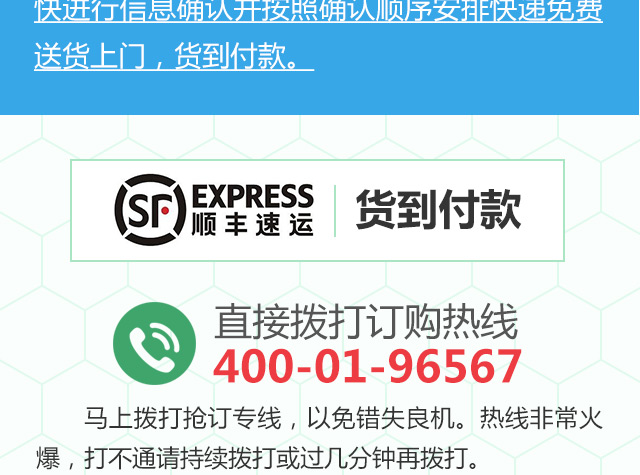 快进行信息确认并按照确认顺序安排快递免费
送货上门，货到付款。
SF EXPRESS
顺丰速运
货到付款
直接拨打订购热线
400-01-96567
马上拨打抢订专线，以免错失良机。热线非常火
爆，打不通请持续拨打或过几分钟再拨打。